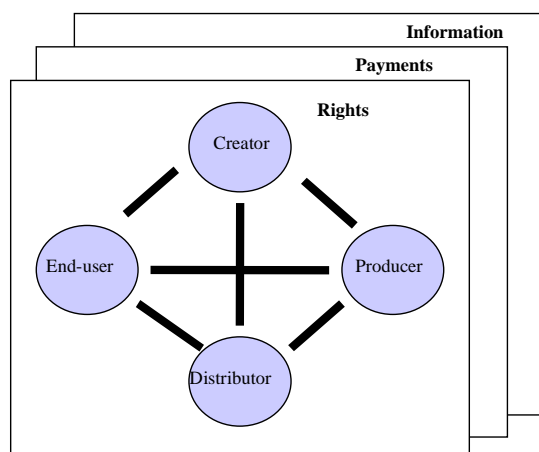 Information
Payments
Rights
Creator
End-user
Producer
Distributor